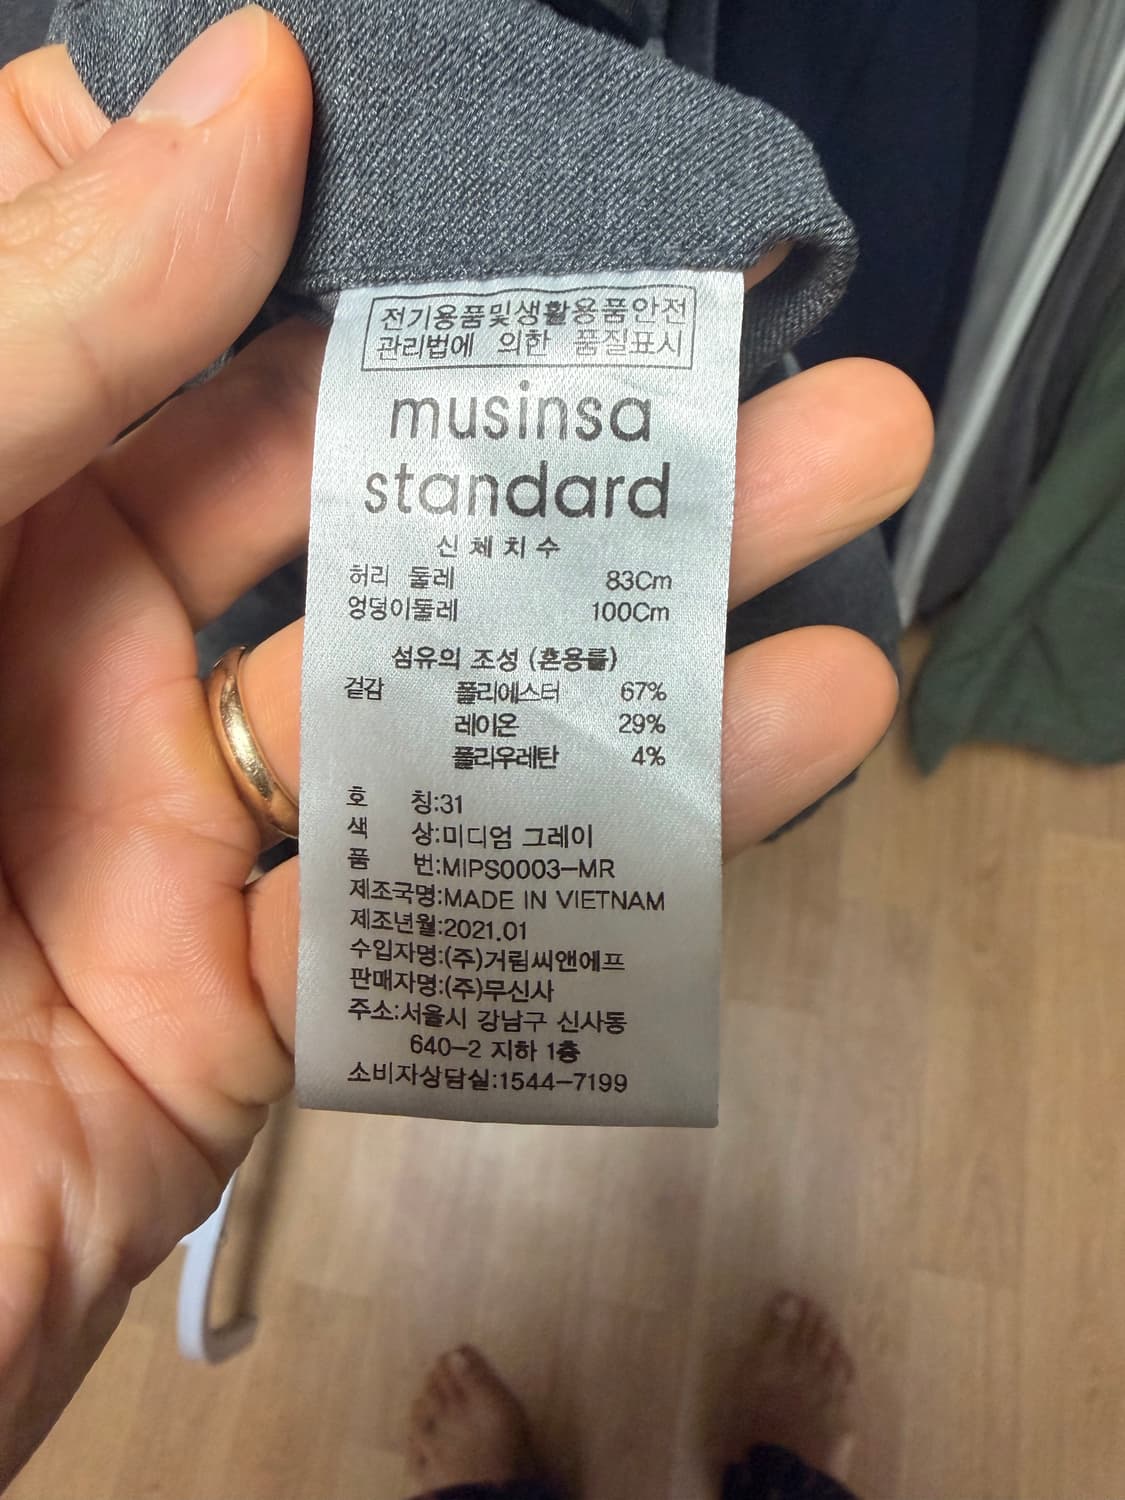 전기용품및생활용품안전
관리법에 의한 품질표시
musinsa
standard
신체치수
허리 둘레 83Cm
엉덩이둘레 100Cm
섬유의 조성 (혼용률)
겉감 폴리에스터 67%
레이온 29%
폴리우레탄 4%
호 칭:31
색 상:미디엄 그레이
품 번:MIPS0003-MR
제조국명:MADE IN VIETNAM
제조년월:2021.01
수입자명:(주)거림씨앤에프
판매자명:(주)무신사
주소:서울시 강남구 신사동
640-2 지하 1층
소비자상담실:1544-7199